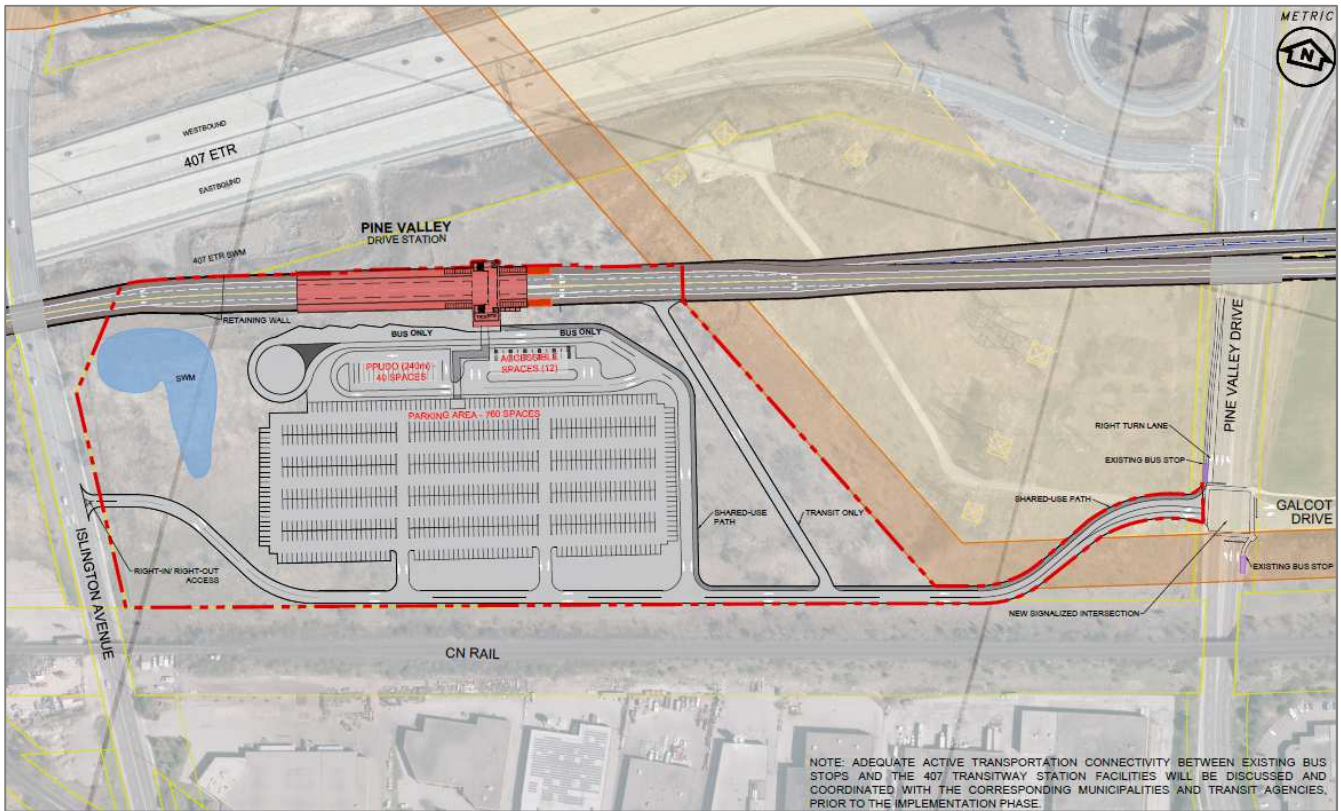 METRIC
N
WESTBOUND
407 ETR
EASTBOUND
PINE VALLEY
DRIVE STATION
407 ETR SWM
RETAINING WALL
BUS ONLY
BUS ONLY
SWM
PPUDO (240m)-
40 SPACES
ACCESSIBLE
SPACES (12)
PARKING AREA - 760 SPACES
PINE VALLEY DRIVE
RIGHT TURN LANE
EXISTING BUS STOP
SHARED-USE PATH
GALCOT
DRIVE
SHARED-USE
PATH
TRANSIT ONLY
ISLINGTON AVENUE
RIGHT-IN/ RIGHT-OUT
ACCESS
EXISTING BUS STOP
NEW SIGNALIZED INTERSECTION
CN RAIL
NOTE: ADEQUATE ACTIVE TRANSPORTATION CONNECTIVITY BETWEEN EXISTING BUS
STOPS AND THE 407 TRANSITWAY STATION FACILITIES WILL BE DISCUSSED AND
COORDINATED WITH THE CORRESPONDING MUNICIPALITIES AND TRANSIT AGENCIES,
PRIOR TO THE IMPLEMENTATION PHASE.